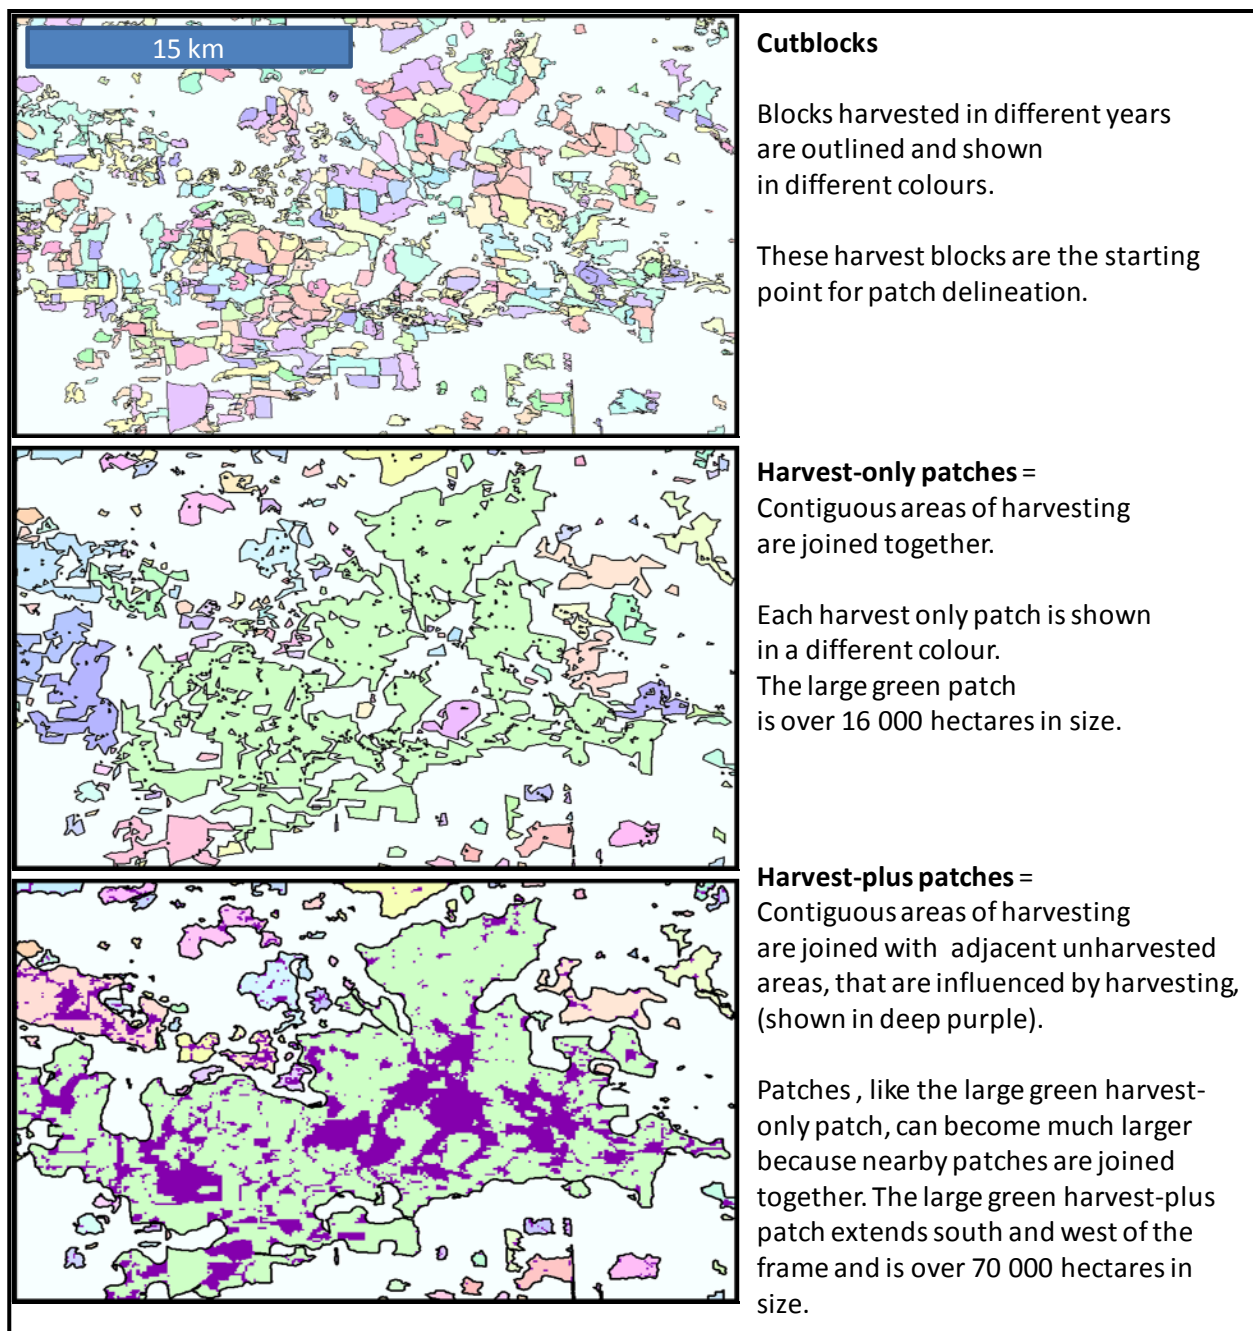 15 km
Cutblocks
Blocks harvested in different years
are outlined and shown
in different colours.
These harvest blocks are the starting
point for patch delineation.
Harvest-only patches =
Contiguous areas of harvesting
are joined together.
Each harvest only patch is shown
in a different colour.
The large green patch
is over 16 000 hectares in size.
Harvest-plus patches =
Contiguous areas of harvesting
are joined with  adjacent unharvested
areas, that are influenced by harvesting,
(shown in deep purple).
Patches , like the large green harvest-
only patch, can become much larger
because nearby patches are joined
together. The large green harvest-plus
patch extends south and west of the
frame and is over 70 000 hectares in
size.